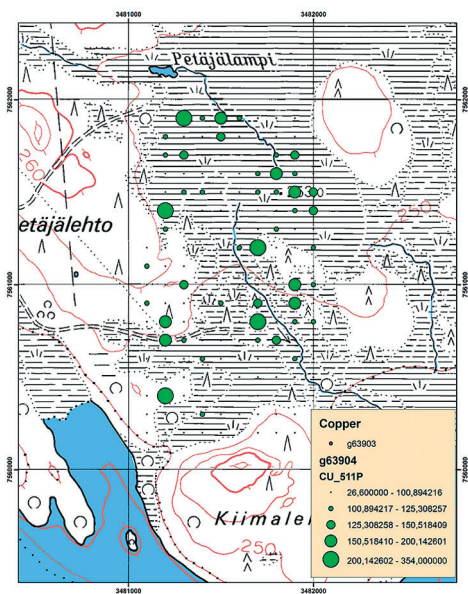 3481000 3482000
Petäjälampi
7562000 7562000
260
250
etäjälehto
7561000 7561000
Copper
g63903
g63904
CU_511P
26,600000 - 100,894216
100,894217 - 125,308257
125,308258 - 150,518409
150,518410 - 200,142601
200,142602 - 354,000000
7560000 7560000
Kiimale
250
3481000 3482000